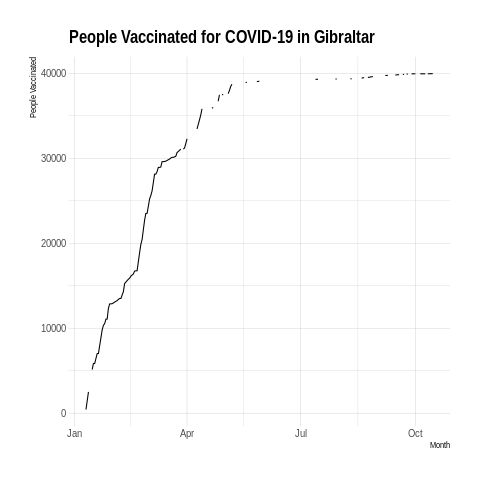 People Vaccinated for COVID-19 in Gibraltar
People Vaccinated
40000
30000
20000
10000
0
Jan Apr Jul Oct
Month